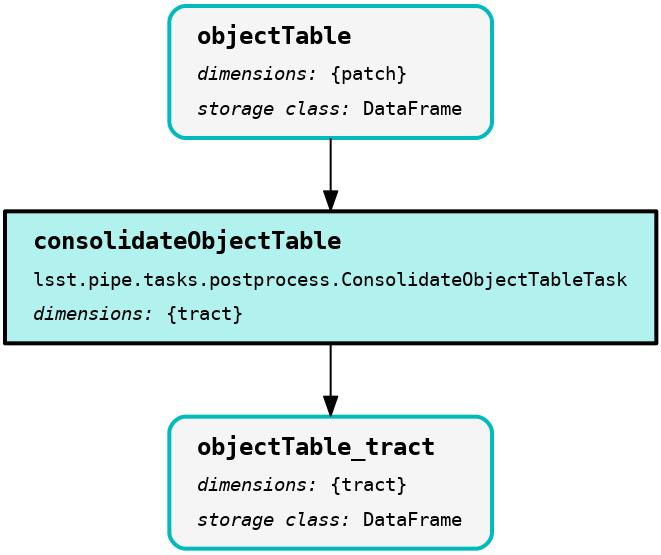 objectTable
dimensions: {patch}
storage class: DataFrame
consolidateObjectTable
lsst.pipe.tasks.postprocess.ConsolidateObjectTableTask
dimensions: {tract}
objectTable_tract
dimensions: {tract}
storage class: DataFrame